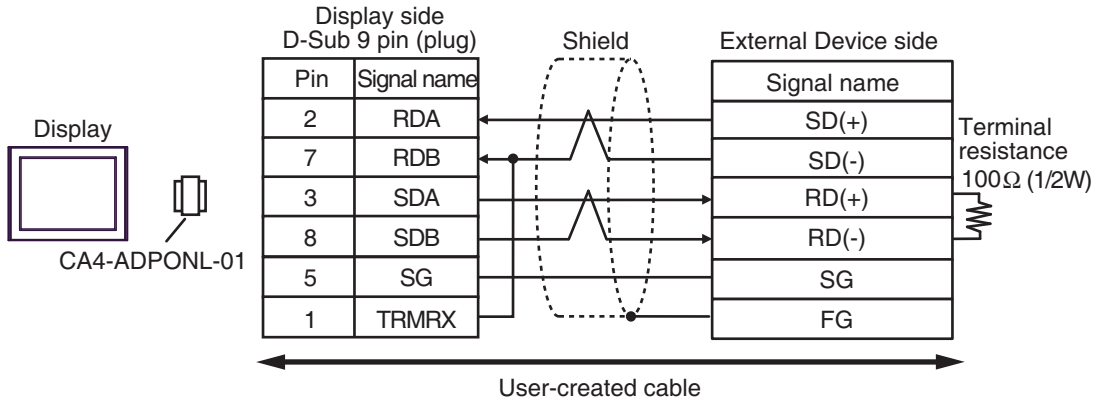 Display side
D-Sub 9 pin (plug)
Shield
External Device side
Pin Signal name
Signal name
2 RDA
SD(+)
7 RDB
SD(-)
3 SDA
RD(+)
8 SDB
RD(-)
5 SG
SG
1 TRMRX
FG
Display
CA4-ADPONL-01
Terminal
resistance
100Ω (1/2W)
User-created cable